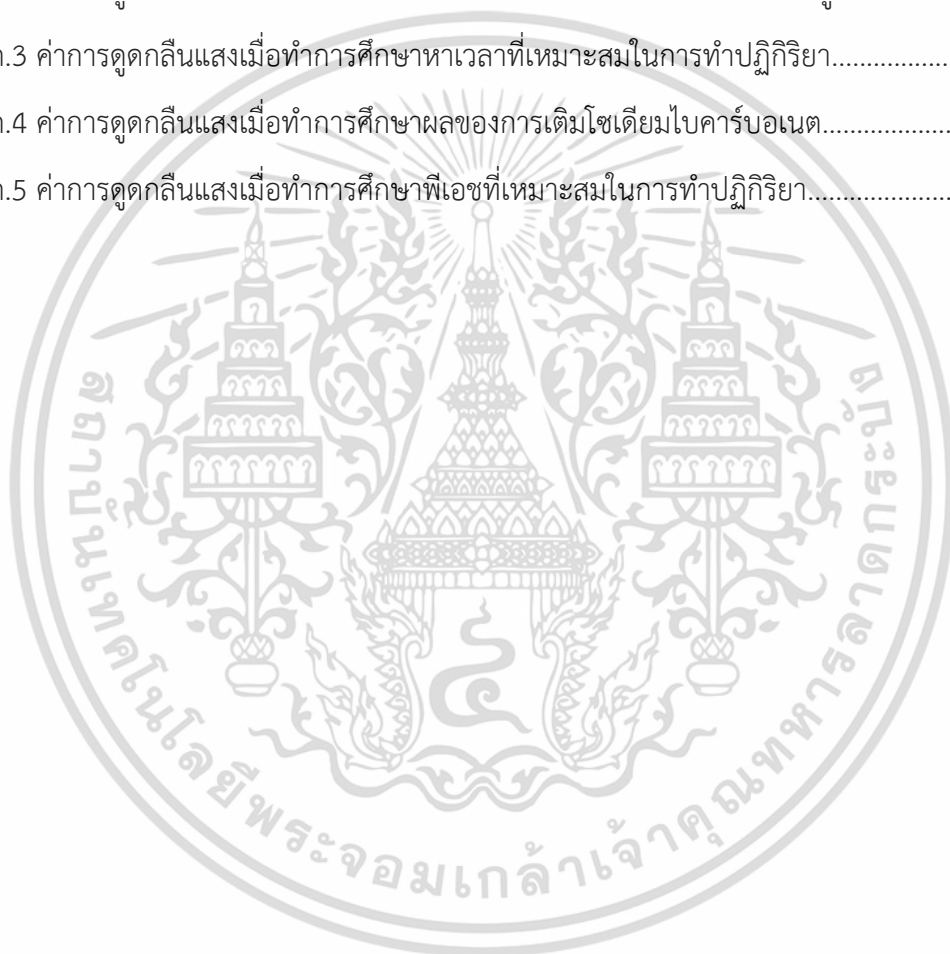 .3 ค่าการดูดกลืนแสงเมื่อทำการศึกษาหาเวลาที่เหมาะสมในการทำปฏิกิริยา.................
.4 ค่าการดูดกลืนแสงเมื่อทำการศึกษาผลของการเติมโซเดียมไบคาร์บอเนต...................
.5 ค่าการดูดกลืนแสงเมื่อทำการศึกษาพีเอชที่เหมาะสมในการทำปฏิกิริยา....................
สถาบันเทคโนโลยีพระจอมเกล้าเจ้าคุณทหารลาดกระบัง